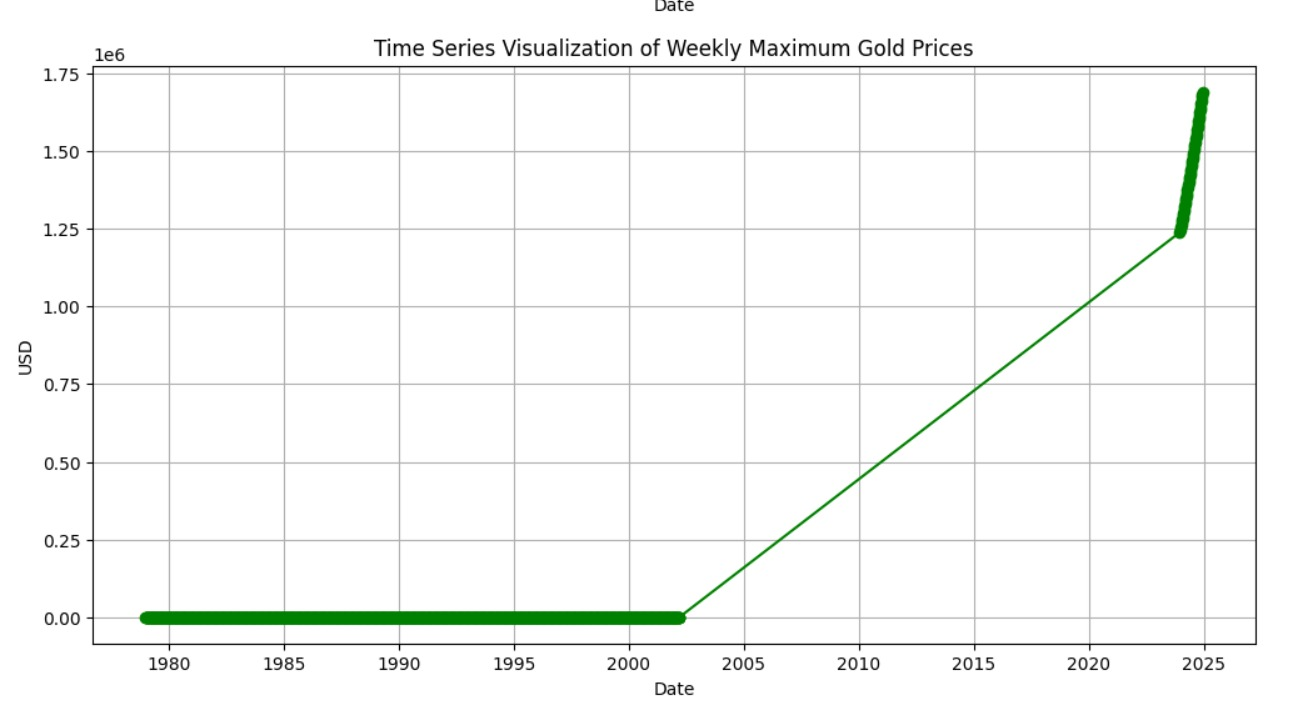 Date
Time Series Visualization of Weekly Maximum Gold Prices
1e6
1.75
1.50
1.25
1.00
0.75
0.50
0.25
0.00
USD
1980 1985 1990 1995 2000 2005 2010 2015 2020 2025
Date